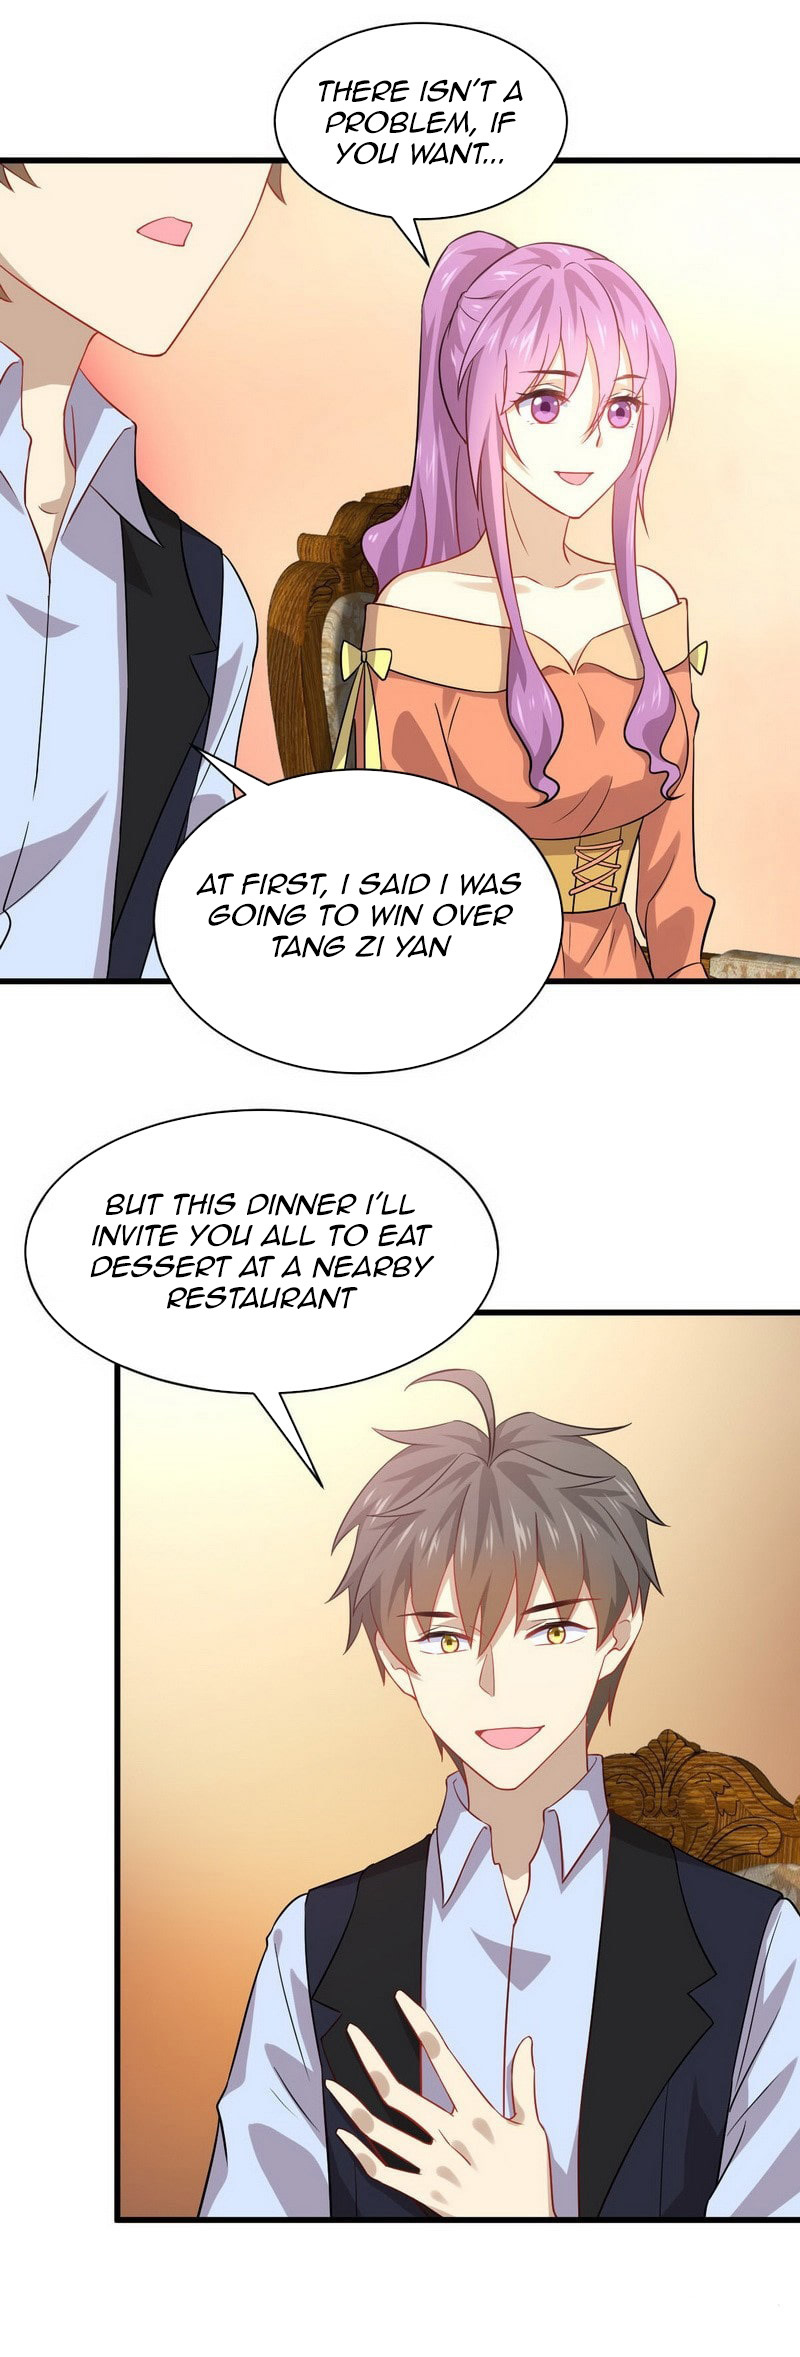 THERE ISN'T A
PROBLEM, IF
YOU WANT...
AT FIRST, I SAID I WAS
GOING TO WIN OVER
TANG ZI YAN
BUT THIS DINNER I'LL
INVITE YOU ALL TO EAT
DESSERT AT A NEARBY
RESTAURANT